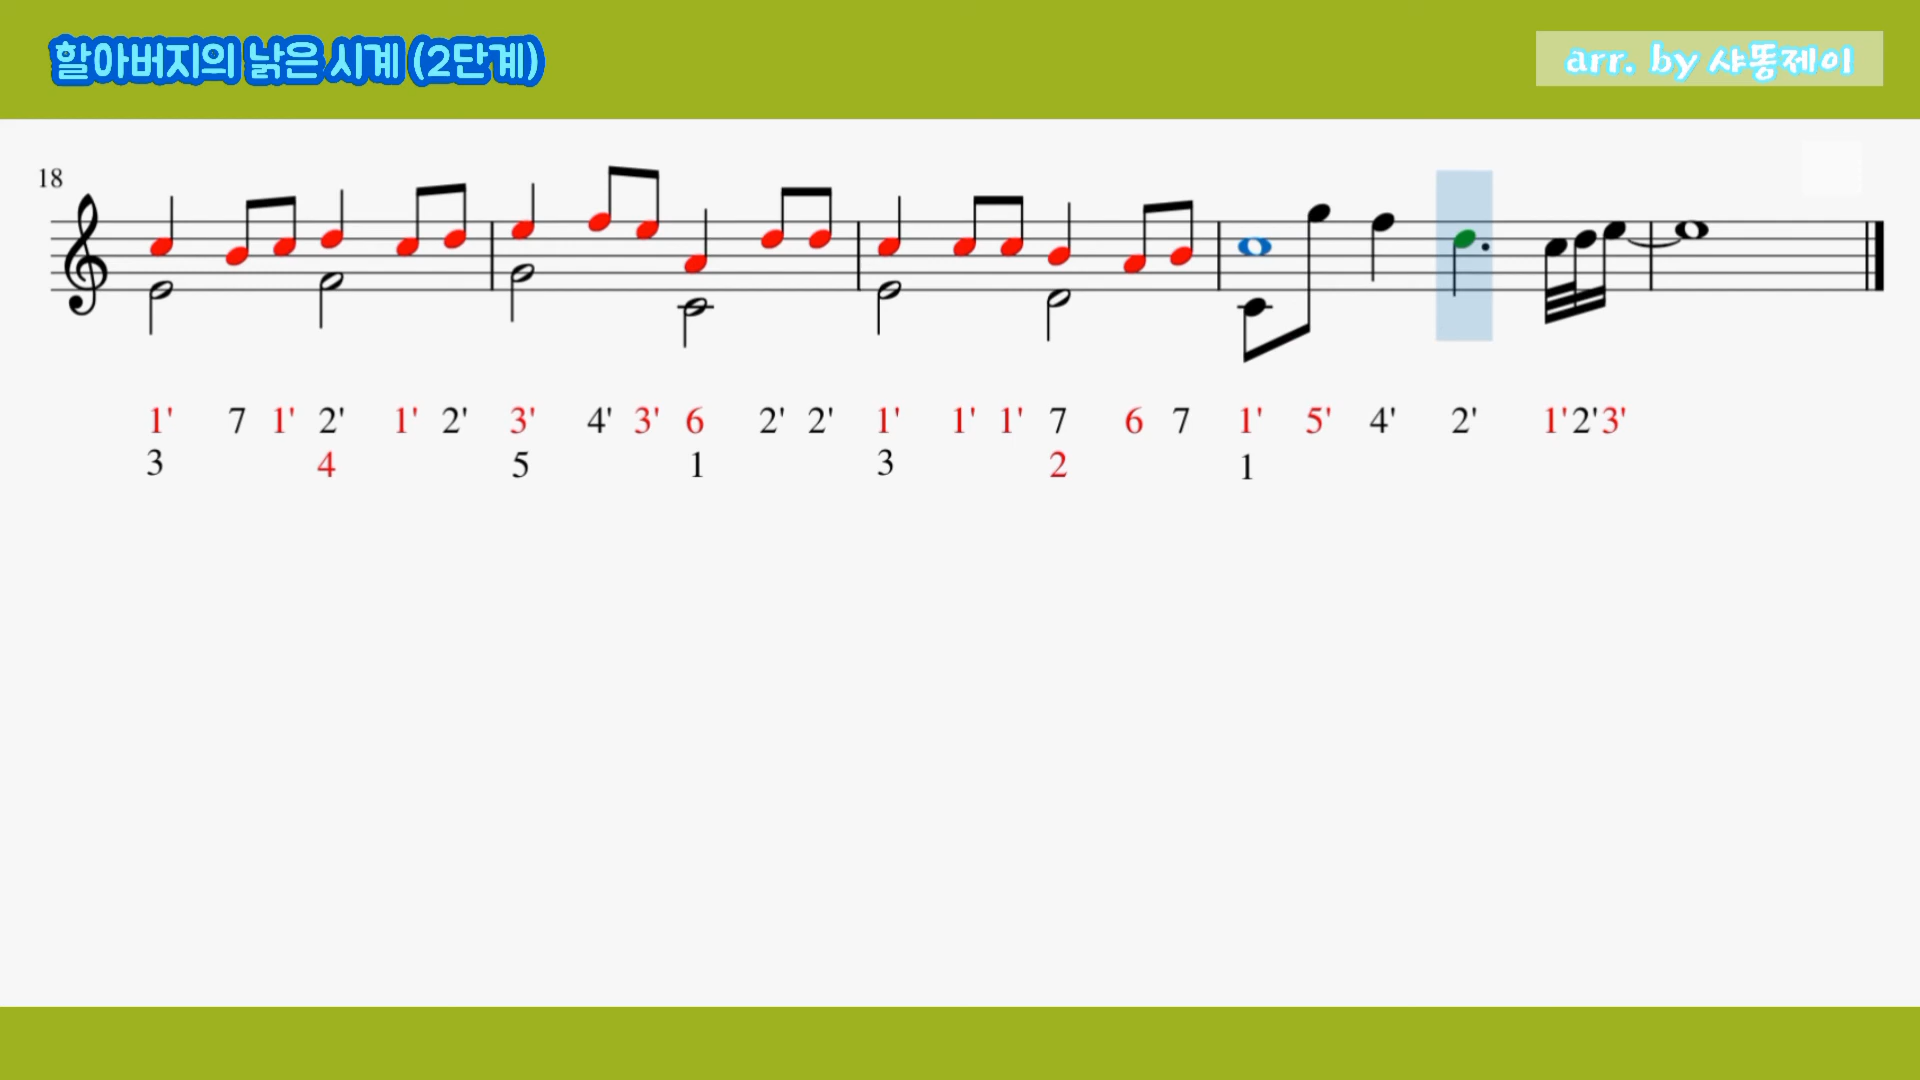 할아버지의 낡은 시계 (2단계)
arr. by 샤똥제이
18
1' 7 1' 2' 1' 2' 3' 4' 3' 6 2' 2' 1' 1' 1' 7 6 7 1' 5' 4' 2' 1' 2' 3'
3 4 5 1 3 2 1